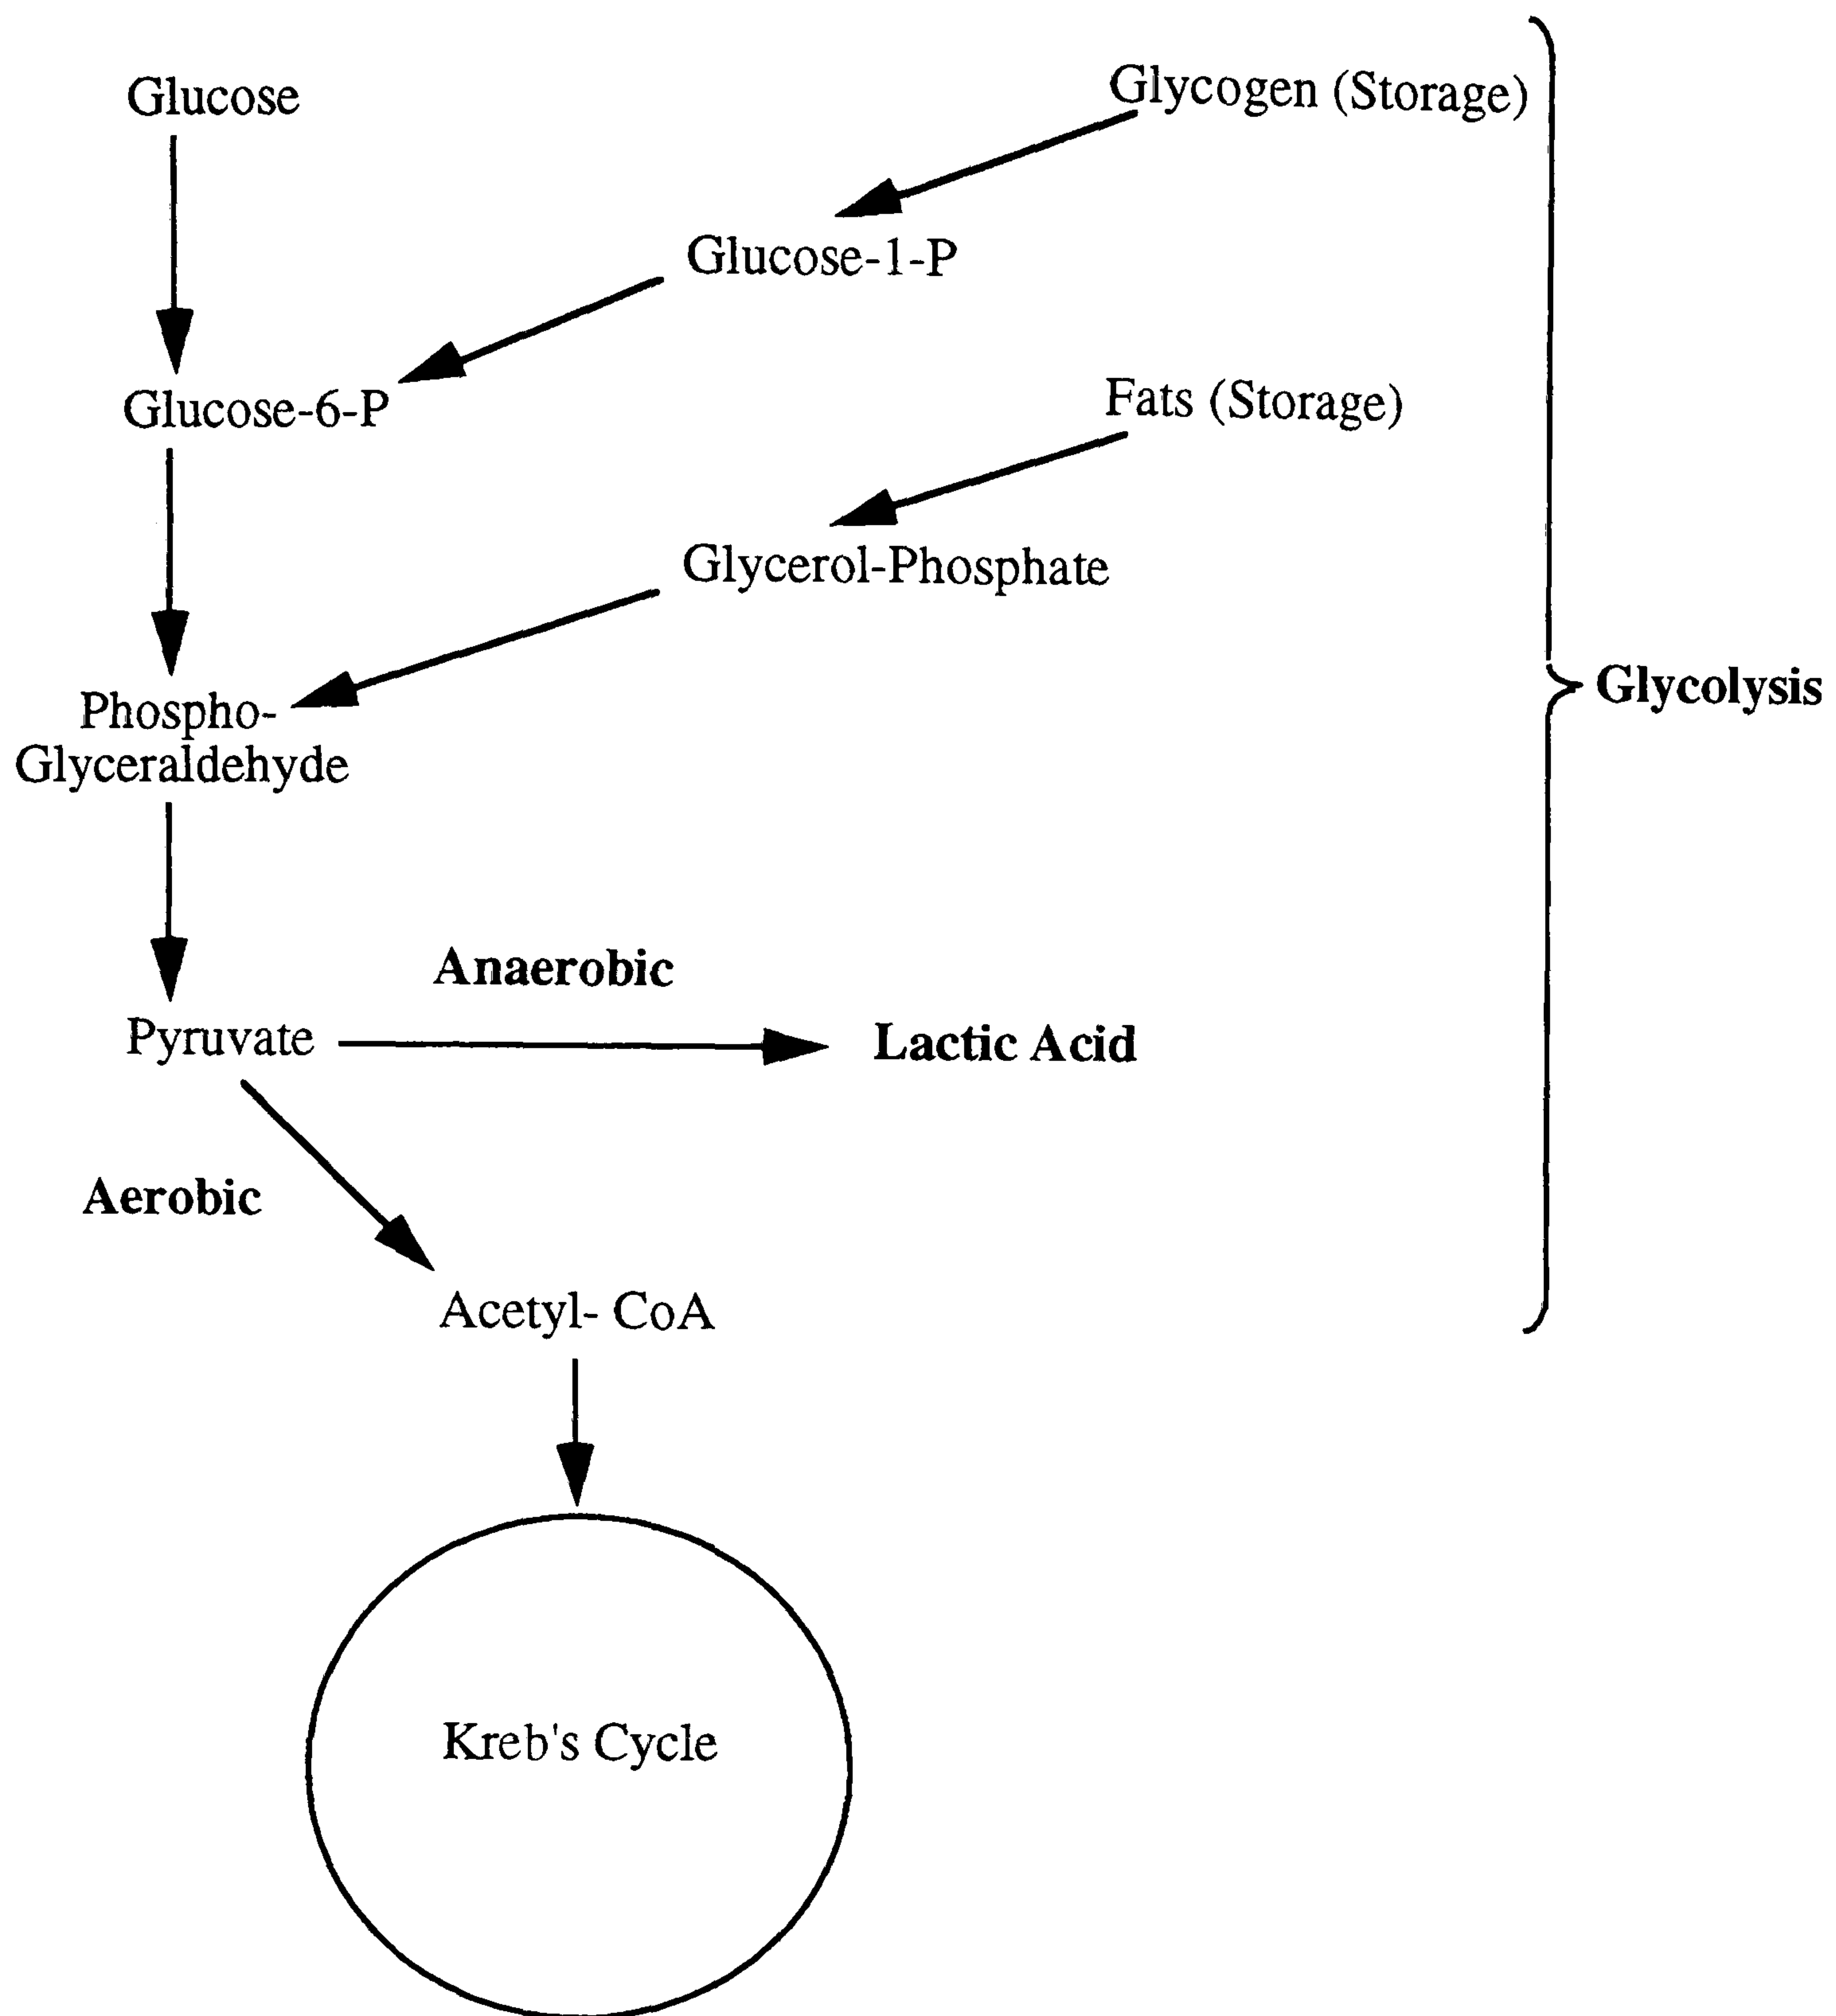 Glycogen (Storage)
Glucose
Glucose-1-P
Glucose-6-P
Fats (Storage)
Glycerol-Phosphate
Glycolysis
Phospho-
Glyceraldehyde
Anaerobic
Pyruvate
Lactic Acid
Aerobic
Acetyl- CoA
Kreb's Cycle